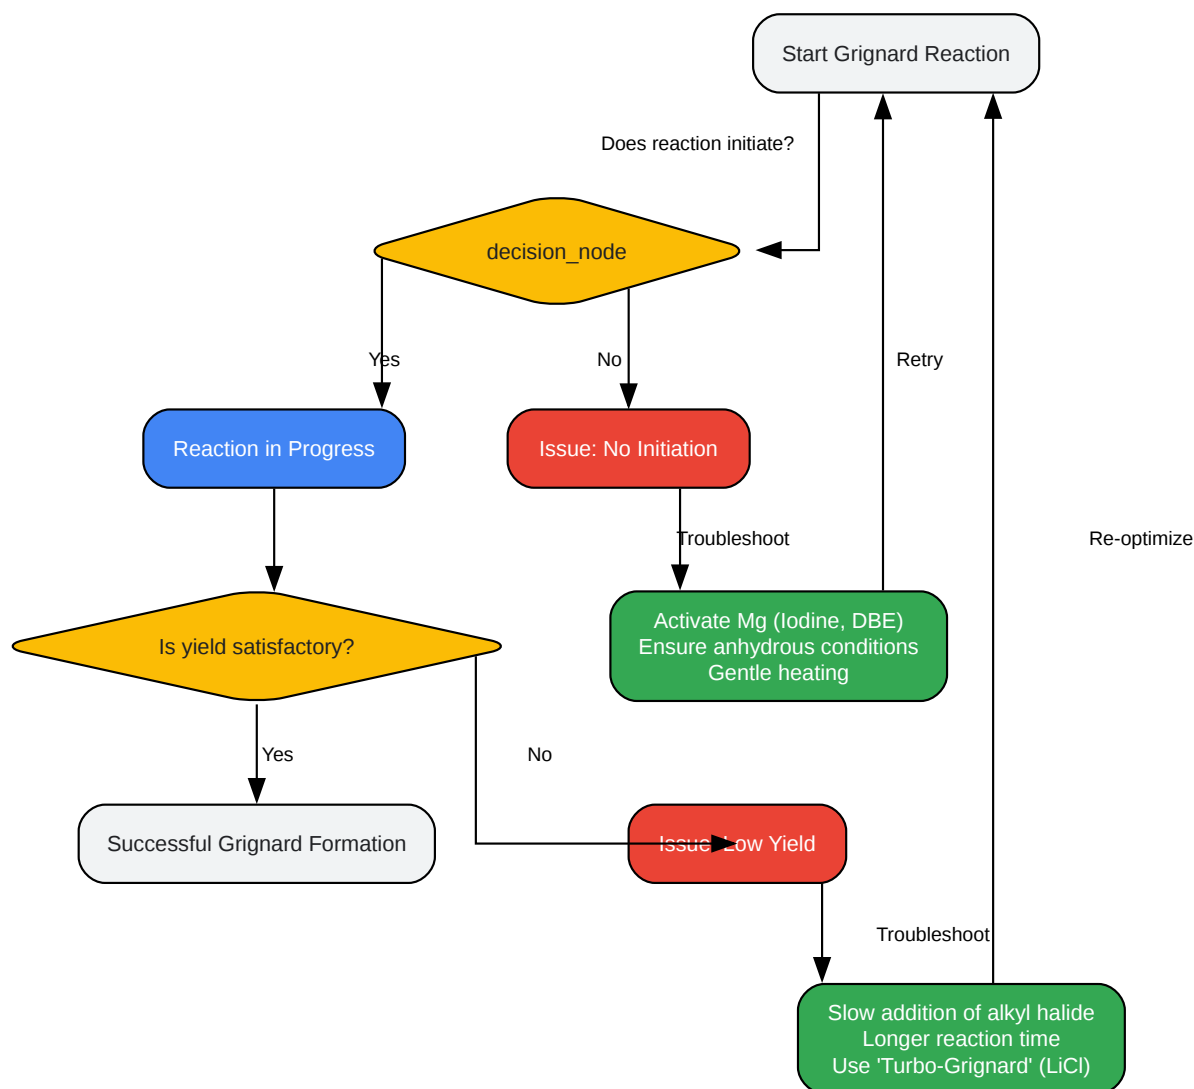 Start Grignard Reaction
Does reaction initiate?
decision_node
Yes
No
Retry
Reaction in Progress
Issue: No Initiation
Troubleshoot
Re-optimize
Activate Mg (Iodine, DBE)
Ensure anhydrous conditions
Gentle heating
Is yield satisfactory?
Yes
No
Successful Grignard Formation
Issue: Low Yield
Troubleshoot
Slow addition of alkyl halide
Longer reaction time
Use 'Turbo-Grignard' (LiCl)